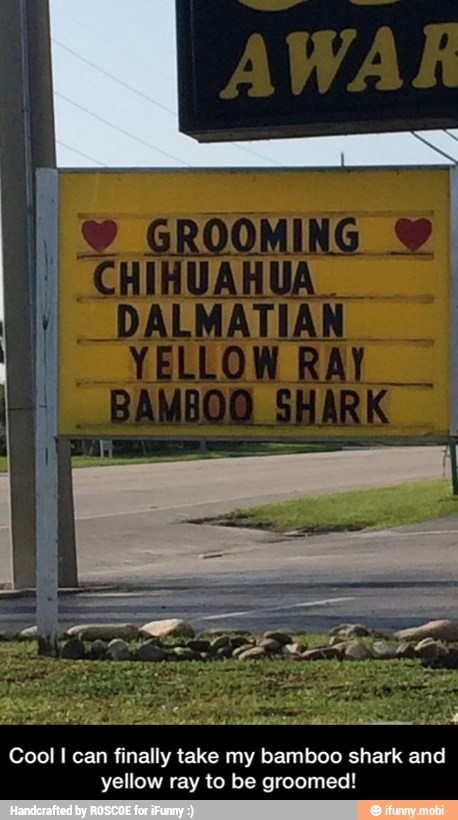 AWAR
GROOMING
CHIHUAHUA
DALMATIAN
YELLOW RAY
BAMBOO SHARK
Cool I can finally take my bamboo shark and
yellow ray to be groomed!
Handcrafted by R0SC0E for iFunny :)
ifunny.mobi